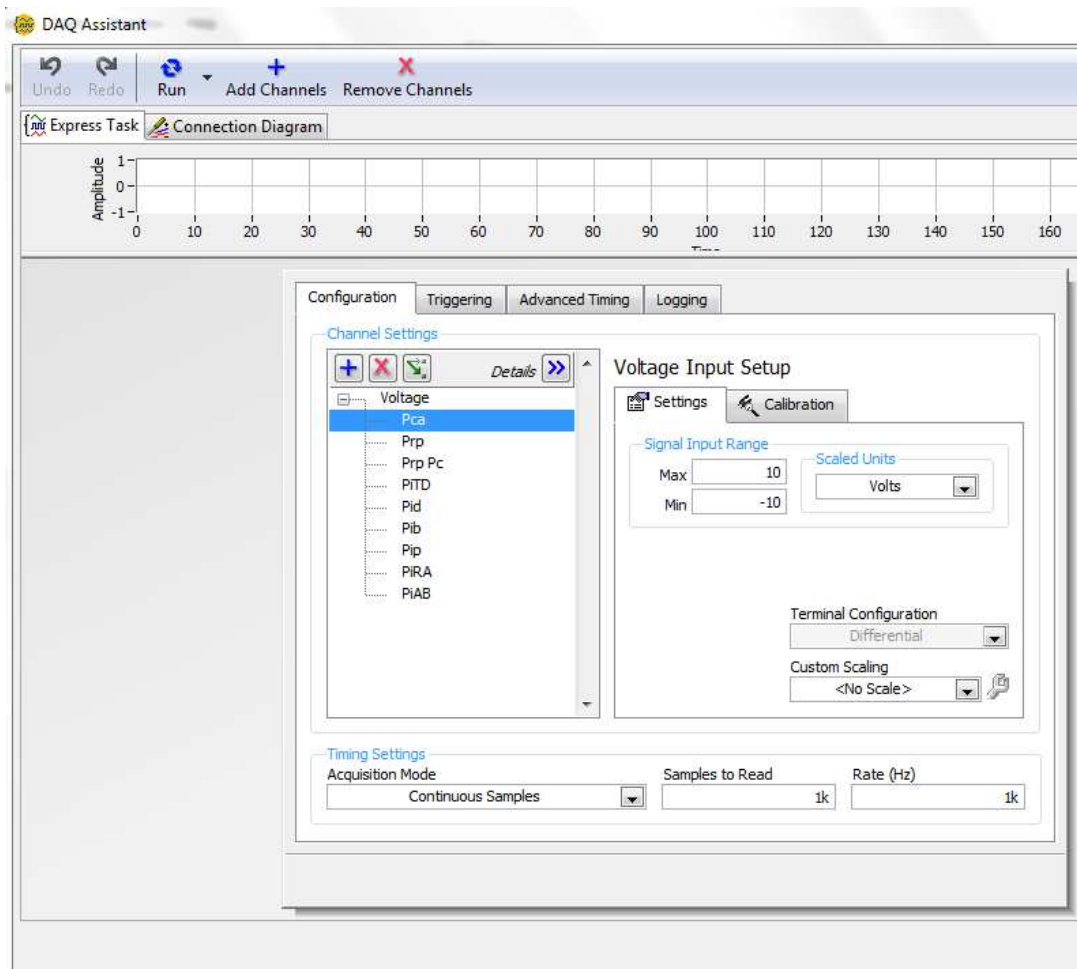 DAQ Assistant
Undo Redo Run Add Channels Remove Channels
Express Task Connection Diagram
Amplitude
1
0
-1
0 10 20 30 40 50 60 70 80 90 100 110 120 130 140 150 160
Configuration Triggering Advanced Timing Logging
Channel Settings
Details
Voltage
Pca
Prp
Prp Pc
PiTD
Pid
Pib
Pip
PiRA
PiAB
Voltage Input Setup
Settings Calibration
Signal Input Range
Max 10
Min -10
Scaled Units
Volts
Terminal Configuration
Differential
Custom Scaling
<No Scale>
Timing Settings
Acquisition Mode Samples to Read Rate (Hz)
Continuous Samples 1k 1k